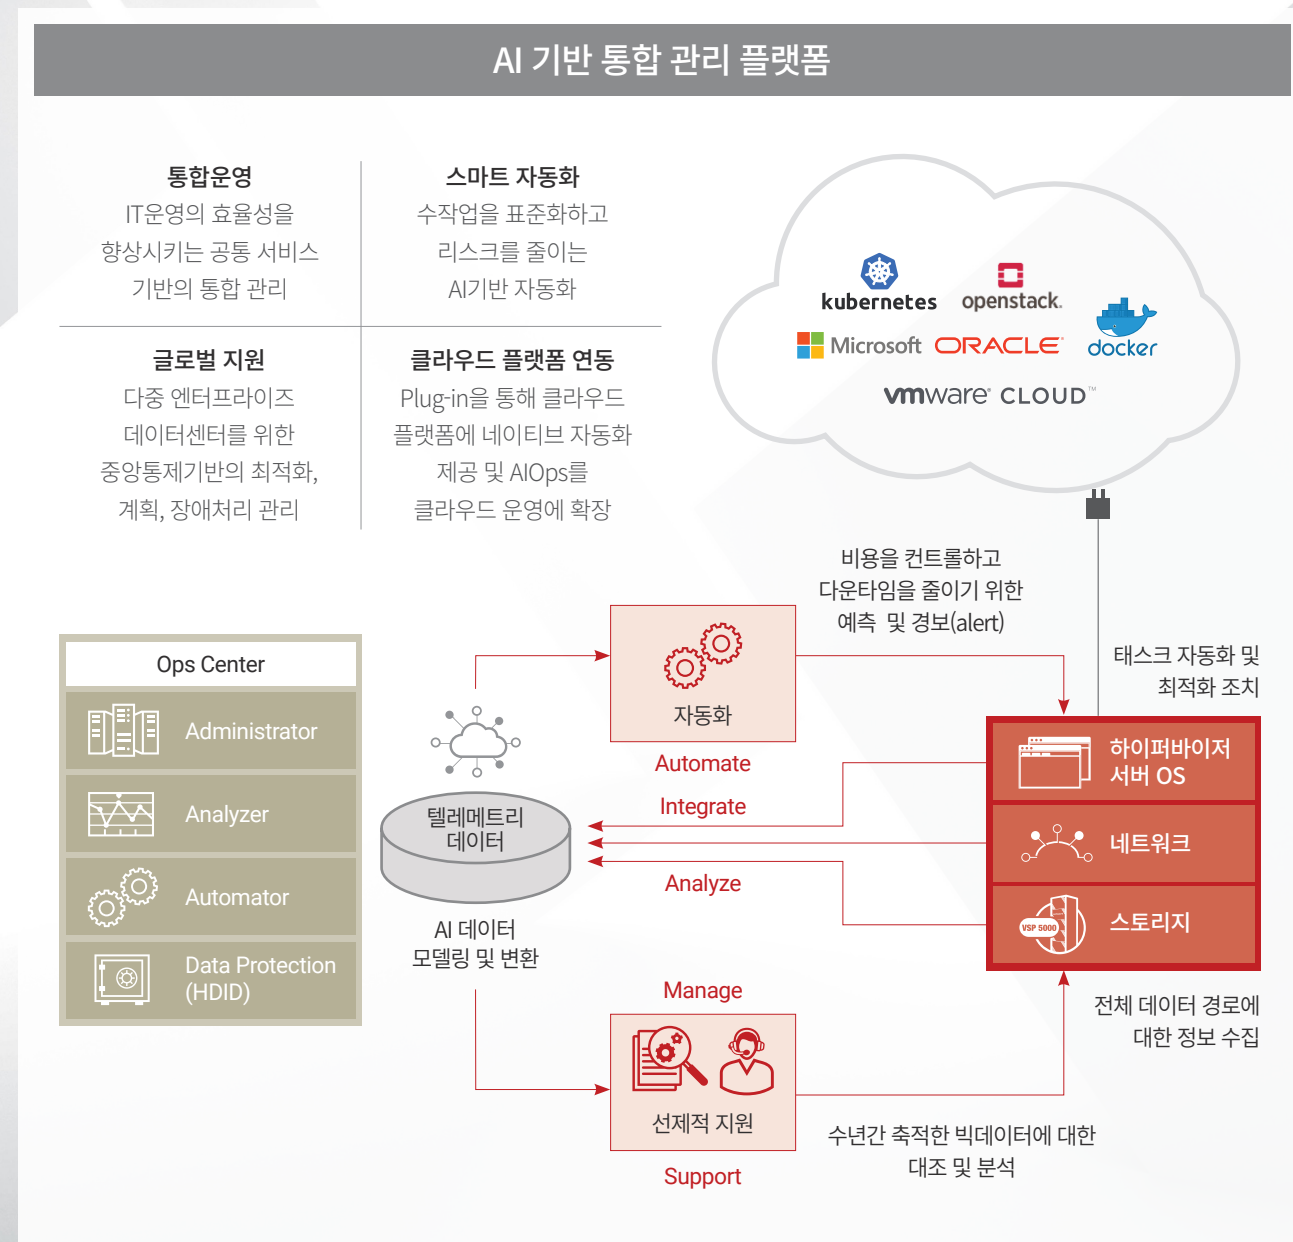 AI 기반 통합 관리 플랫폼
통합운영
IT운영의 효율성을
향상시키는 공통 서비스
기반의 통합 관리
스마트 자동화
수작업을 표준화하고
리스크를 줄이는
AI기반 자동화
글로벌 지원
다중 엔터프라이즈
데이터센터를 위한
중앙통제기반의 최적화,
계획, 장애처리 관리
클라우드 플랫폼 연동
Plug-in을 통해 클라우드
플랫폼에 네이티브 자동화
제공 및 AIOps를
클라우드 운영에 확장
kubernetes
openstack.
Microsoft
ORACLE
docker
vmware® CLOUD™
비용을 컨트롤하고
다운타임을 줄이기 위한
예측 및 경보(alert)
태스크 자동화 및
최적화 조치
Ops Center
Administrator
Analyzer
Automator
Data Protection
(HDID)
텔레메트리
데이터
AI 데이터
모델링 및 변환
자동화
Automate
Integrate
Analyze
Manage
선제적 지원
Support
하이퍼바이저
서버 OS
네트워크
VSP 5000
스토리지
전체 데이터 경로에
대한 정보 수집
수년간 축적한 빅데이터에 대한
대조 및 분석